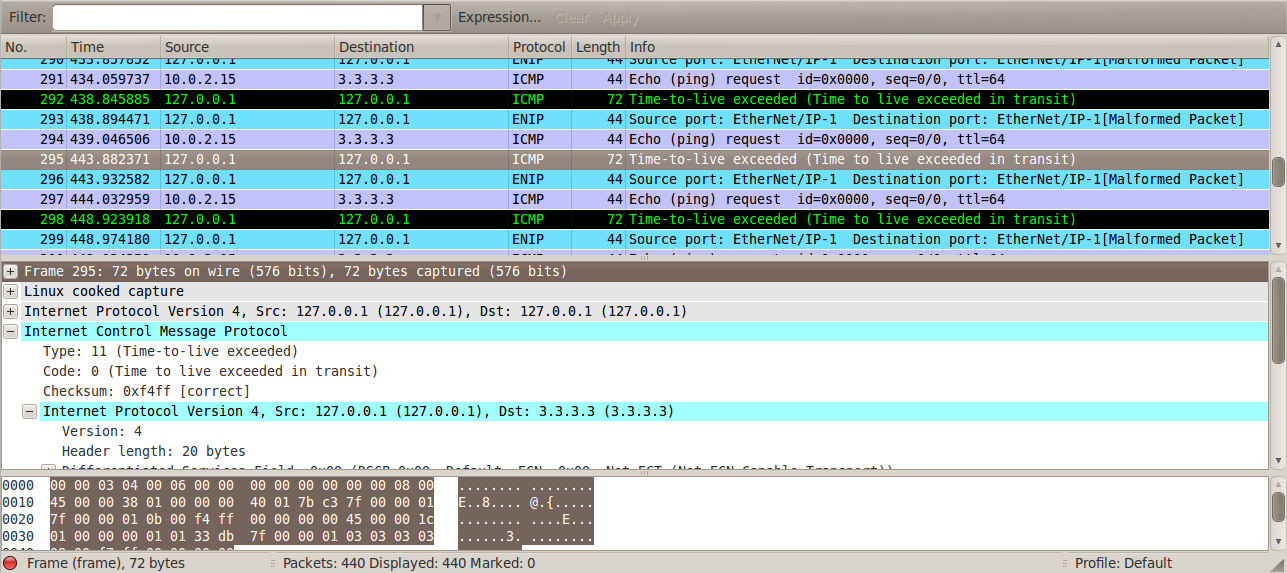 Filter: Expression... Clear Apply
No. Time Source Destination Protocol Length Info
290 433.857852 127.0.0.1 127.0.0.1 ENIP 44 Source port: EtherNet/IP-1 Destination port: EtherNet/IP-1[Malformed Packet]
291 434.059737 10.0.2.15 3.3.3.3 ICMP 44 Echo (ping) request id=0x0000, seq=0/0, ttl=64
292 438.845885 127.0.0.1 127.0.0.1 ICMP 72 Time-to-live exceeded (Time to live exceeded in transit)
293 438.894471 127.0.0.1 127.0.0.1 ENIP 44 Source port: EtherNet/IP-1 Destination port: EtherNet/IP-1[Malformed Packet]
294 439.046506 10.0.2.15 3.3.3.3 ICMP 44 Echo (ping) request id=0x0000, seq=0/0, ttl=64
295 443.882371 127.0.0.1 127.0.0.1 ICMP 72 Time-to-live exceeded (Time to live exceeded in transit)
296 443.932582 127.0.0.1 127.0.0.1 ENIP 44 Source port: EtherNet/IP-1 Destination port: EtherNet/IP-1[Malformed Packet]
297 444.032959 10.0.2.15 3.3.3.3 ICMP 44 Echo (ping) request id=0x0000, seq=0/0, ttl=64
298 448.923918 127.0.0.1 127.0.0.1 ICMP 72 Time-to-live exceeded (Time to live exceeded in transit)
299 448.974180 127.0.0.1 127.0.0.1 ENIP 44 Source port: EtherNet/IP-1 Destination port: EtherNet/IP-1[Malformed Packet]
Frame 295: 72 bytes on wire (576 bits), 72 bytes captured (576 bits)
Linux cooked capture
Internet Protocol Version 4, Src: 127.0.0.1 (127.0.0.1), Dst: 127.0.0.1 (127.0.0.1)
Internet Control Message Protocol
Type: 11 (Time-to-live exceeded)
Code: 0 (Time to live exceeded in transit)
Checksum: 0xf4ff [correct]
Internet Protocol Version 4, Src: 127.0.0.1 (127.0.0.1), Dst: 3.3.3.3 (3.3.3.3)
Version: 4
Header length: 20 bytes
Differentiated Services Field: 0x00 (DSCP 0x00: Default; ECN: 0x00: Not-ECT (Not ECN-Capable Transport))
0000 00 00 03 04 00 06 00 00 00 00 00 00 00 00 08 00 ........ ........
0010 45 00 00 38 01 00 00 00 40 01 7b c3 7f 00 00 01 E..8.... @.{.....
0020 7f 00 00 01 0b 00 f4 ff 00 00 00 00 45 00 00 1c ........ ....E...
0030 01 00 00 00 01 01 33 db 7f 00 00 01 03 03 03 03 ......3. ........
0040 08 00 f7 ff 00 00 00 00
Frame (frame), 72 bytes Packets: 440 Displayed: 440 Marked: 0 Profile: Default